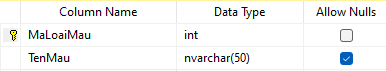 Column Name Data Type Allow Nulls
MaLoaiMau int
TenMau nvarchar(50)